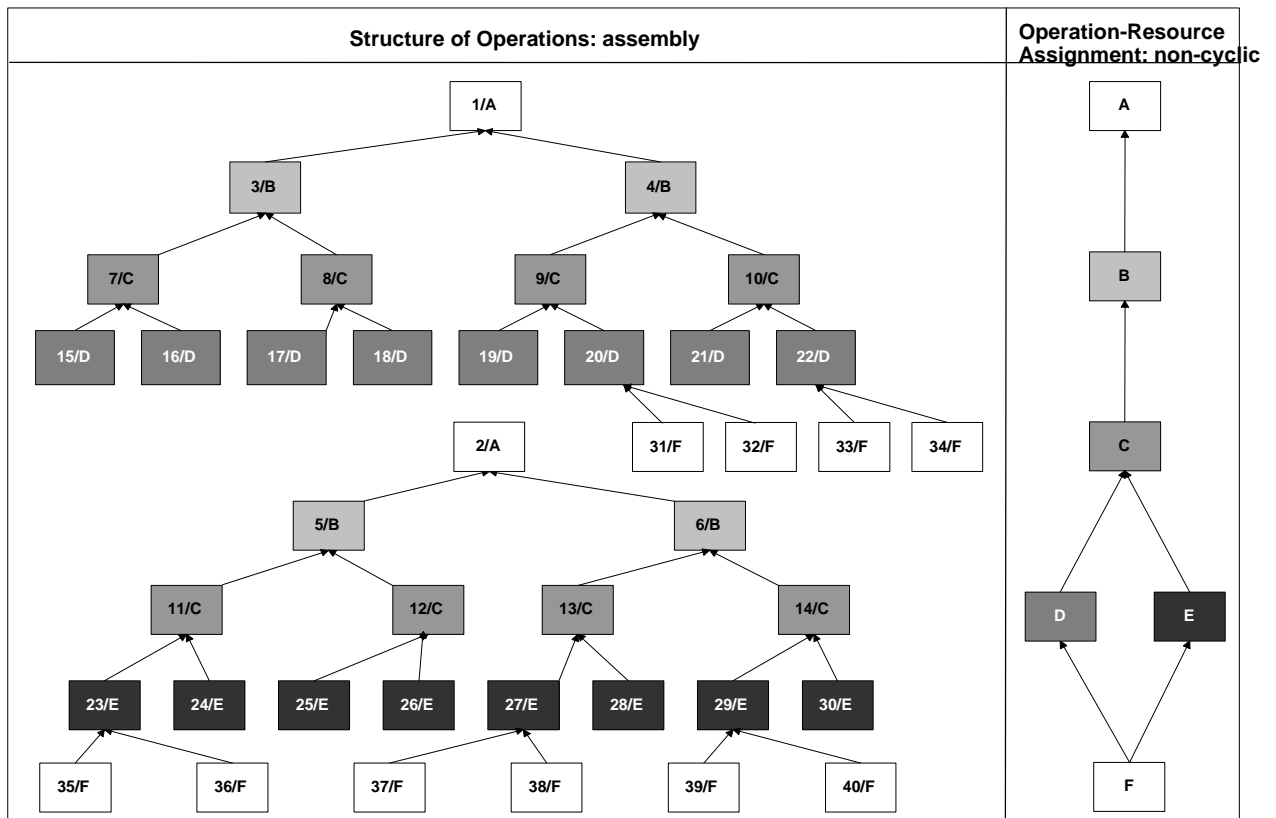 Structure of Operations: assembly
Operation-Resource
Assignment: non-cyclic
1/A
A
3/B
4/B
B
7/C
8/C
9/C
10/C
15/D
16/D
17/D
18/D
19/D
20/D
21/D
22/D
31/F
32/F
33/F
34/F
2/A
C
5/B
6/B
11/C
12/C
13/C
14/C
D
E
23/E
24/E
25/E
26/E
27/E
28/E
29/E
30/E
35/F
36/F
37/F
38/F
39/F
40/F
F